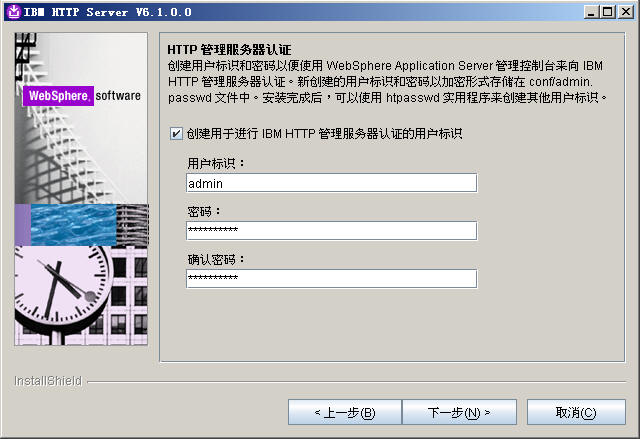 IBM HTTP Server V6.1.0.0
WebSphere. software
HTTP 管理服务器认证
创建用户标识和密码以便使用 WebSphere Application Server 管理控制台来向 IBM
HTTP 管理服务器认证。新创建的用户标识和密码以加密形式存储在 conf/admin.
passwd 文件中。安装完成后，可以使用 htpasswd 实用程序来创建其他用户标识。
创建用于进行 IBM HTTP 管理服务器认证的用户标识
用户标识：
admin
密码：
**********
确认密码：
**********
InstallShield
< 上一步(B)
下一步(N) >
取消(C)